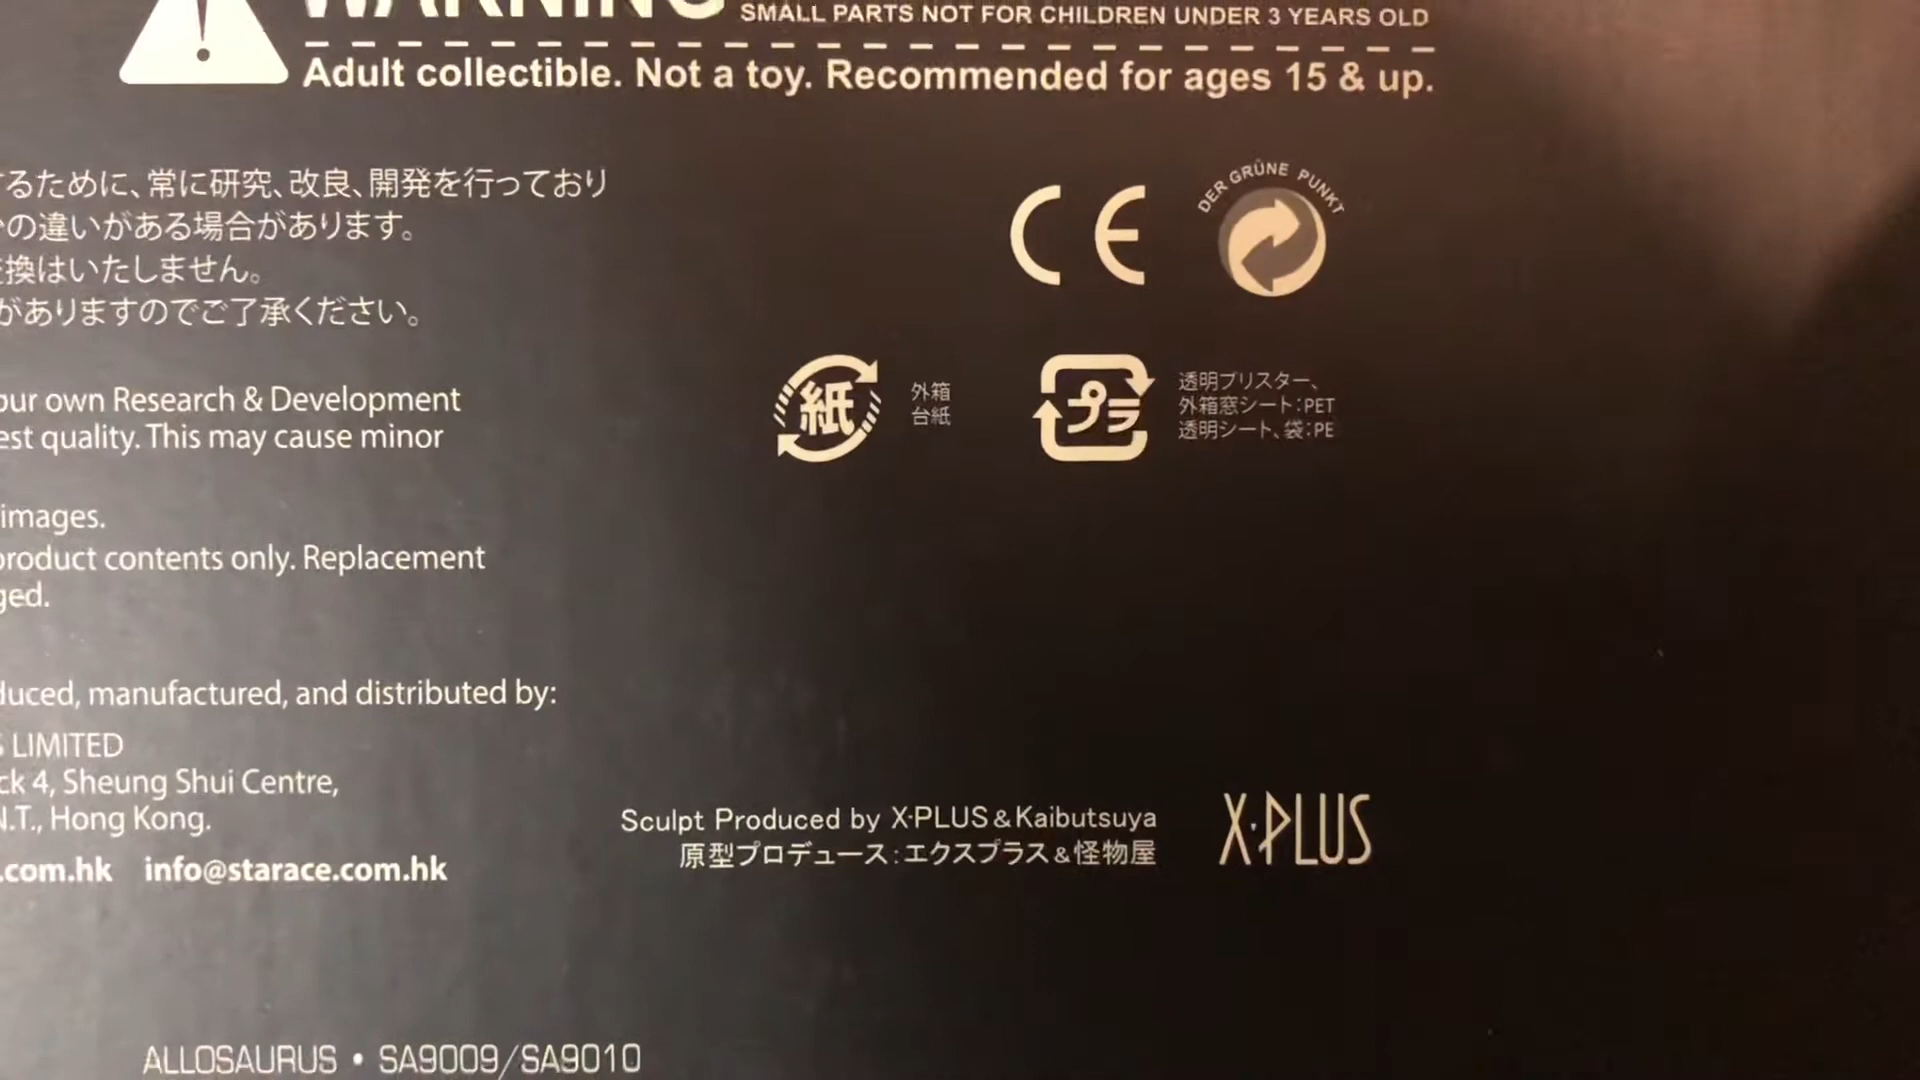 WARNING
SMALL PARTS NOT FOR CHILDREN UNDER 3 YEARS OLD
Adult collectible. Not a toy. Recommended for ages 15 & up.
るために、常に研究、改良、開発を行っており
の違いがある場合があります。
換はいたしません。
がありますのでご了承ください。
DER GRÜNE PUNKT
CE
紙
外箱
台紙
プラ
透明ブリスター、
外箱窓シート:PET
透明シート、袋:PE
our own Research & Development
est quality. This may cause minor
images.
product contents only. Replacement
ged.
duced, manufactured, and distributed by:
LIMITED
ck 4, Sheung Shui Centre,
N.T., Hong Kong.
.com.hk info@starace.com.hk
Sculpt Produced by X·PLUS & Kaibutsuya
原型プロデュース:エクスプラス&怪物屋
X·PLUS
ALLOSAURUS • SA9009/SA9010